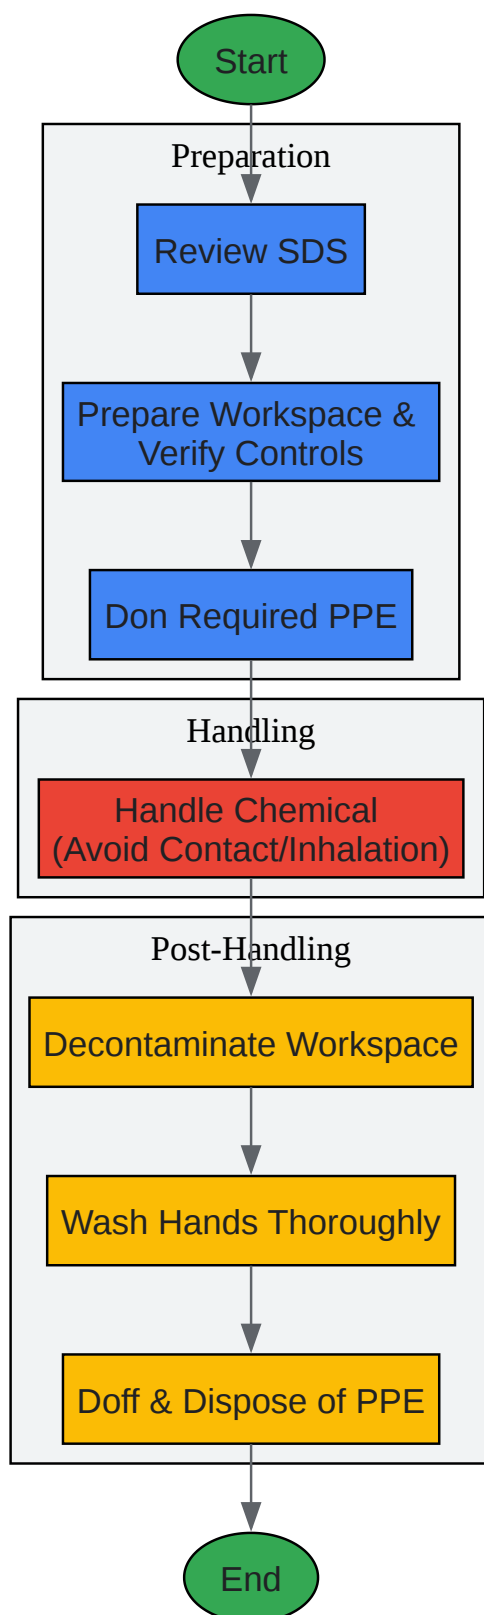 Start
Preparation
Review SDS
Prepare Workspace &
Verify Controls
Don Required PPE
Handling
Handle Chemical
(Avoid Contact/Inhalation)
Post-Handling
Decontaminate Workspace
Wash Hands Thoroughly
Doff & Dispose of PPE
End